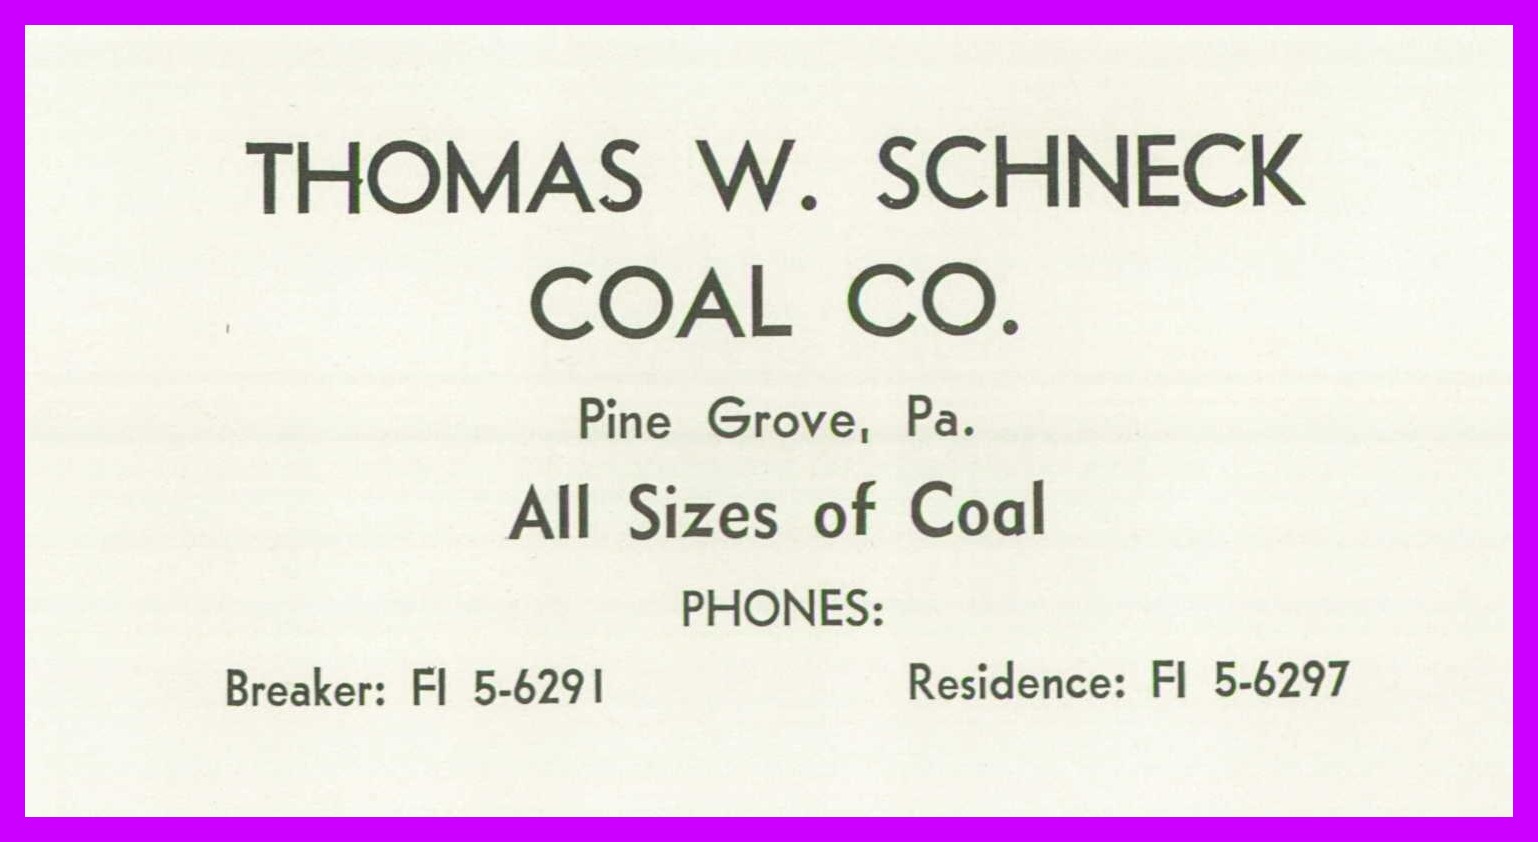 THOMAS W. SCHNECK
COAL CO.
Pine Grove, Pa.
All Sizes of Coal
PHONES:
Breaker: FI 5-6291 Residence: FI 5-6297